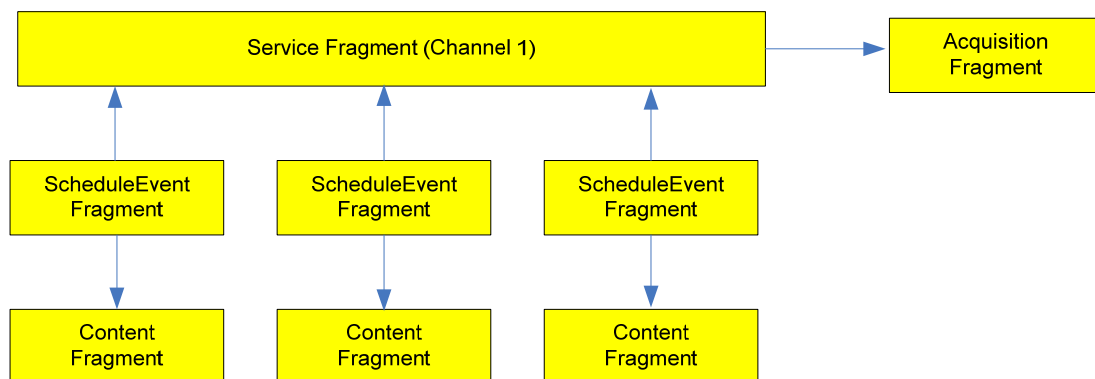 Service Fragment (Channel 1)
Acquisition
Fragment
ScheduleEvent
Fragment
ScheduleEvent
Fragment
ScheduleEvent
Fragment
Content
Fragment
Content
Fragment
Content
Fragment